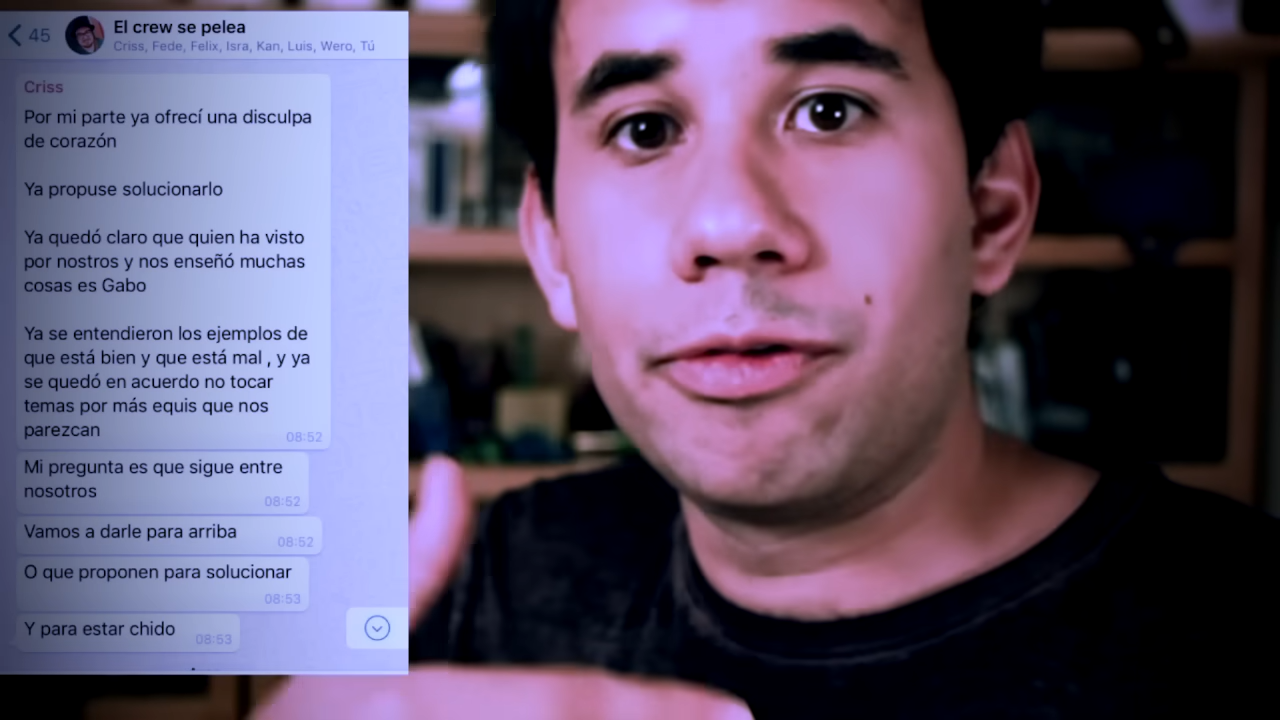 45
El crew se pelea
Criss, Fede, Felix, Isra, Kan, Luis, Wero, Tú
Criss
Por mi parte ya ofrecí una disculpa
de corazón
Ya propuse solucionarlo
Ya quedó claro que quien ha visto
por nostros y nos enseñó muchas
cosas es Gabo
Ya se entendieron los ejemplos de
que está bien y que está mal , y ya
se quedó en acuerdo no tocar
temas por más equis que nos
parezcan
08:52
Mi pregunta es que sigue entre
nosotros
08:52
Vamos a darle para arriba
08:52
O que proponen para solucionar
08:53
Y para estar chido
08:53